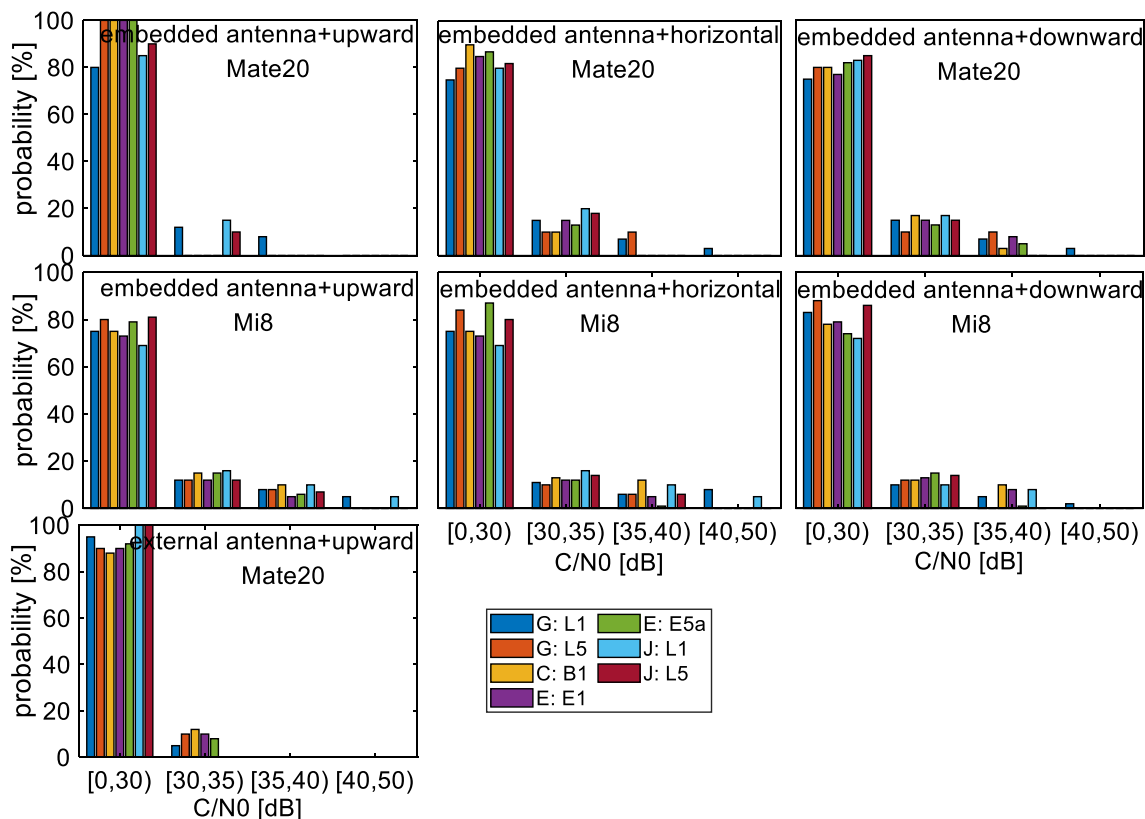 probability [%]
100
80
60
40
20
0
embedded antenna+upward
Mate20
embedded antenna+horizontal
Mate20
embedded antenna+downward
Mate20
probability [%]
100
80
60
40
20
0
embedded antenna+upward
Mi8
embedded antenna+horizontal
Mi8
[0,30) [30,35) [35,40) [40,50)
C/N0 [dB]
embedded antenna+downward
Mi8
[0,30) [30,35) [35,40) [40,50)
C/N0 [dB]
probability [%]
100
80
60
40
20
0
external antenna+upward
Mate20
[0,30) [30,35) [35,40) [40,50)
C/N0 [dB]
G: L1 E: E5a
G: L5 J: L1
C: B1 J: L5
E: E1